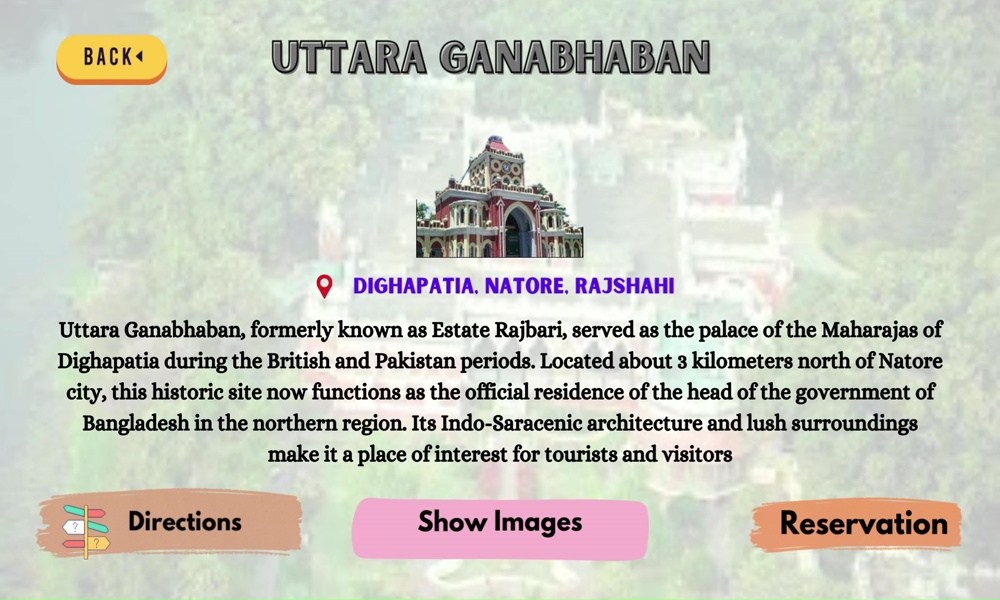 BACK
UTTARA GANABHABAN
DIGHAPATIA, NATORE, RAJSHAHI
Uttara Ganabhaban, formerly known as Estate Rajbari, served as the palace of the Maharajas of
Dighapatia during the British and Pakistan periods. Located about 3 kilometers north of Natore
city, this historic site now functions as the official residence of the head of the government of
Bangladesh in the northern region. Its Indo-Saracenic architecture and lush surroundings
make it a place of interest for tourists and visitors
? ? Directions
Show Images
Reservation